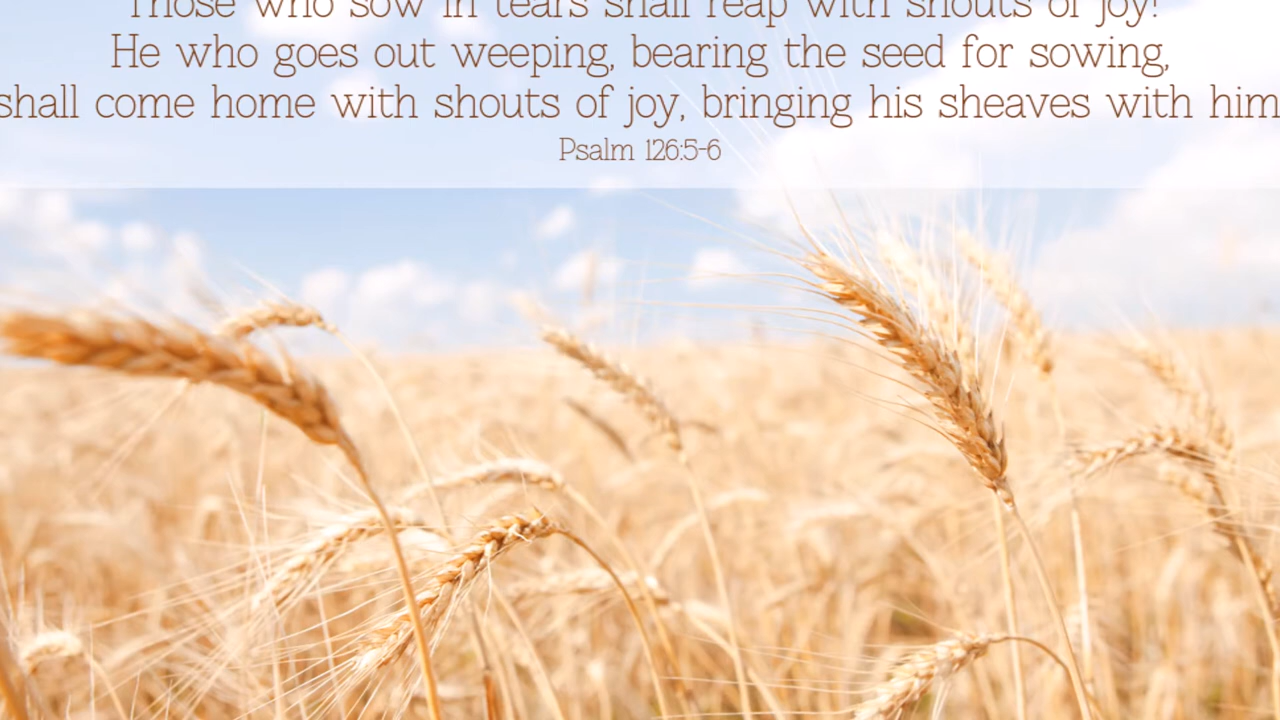 Those who sow in tears shall reap with shouts of joy!
He who goes out weeping, bearing the seed for sowing,
shall come home with shouts of joy, bringing his sheaves with him
Psalm 126:5-6